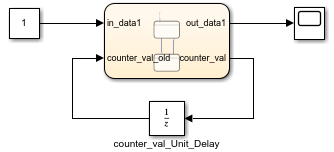 1
in_data1
out_data1
counter_val_old
counter_val
1
z
counter_val_Unit_Delay